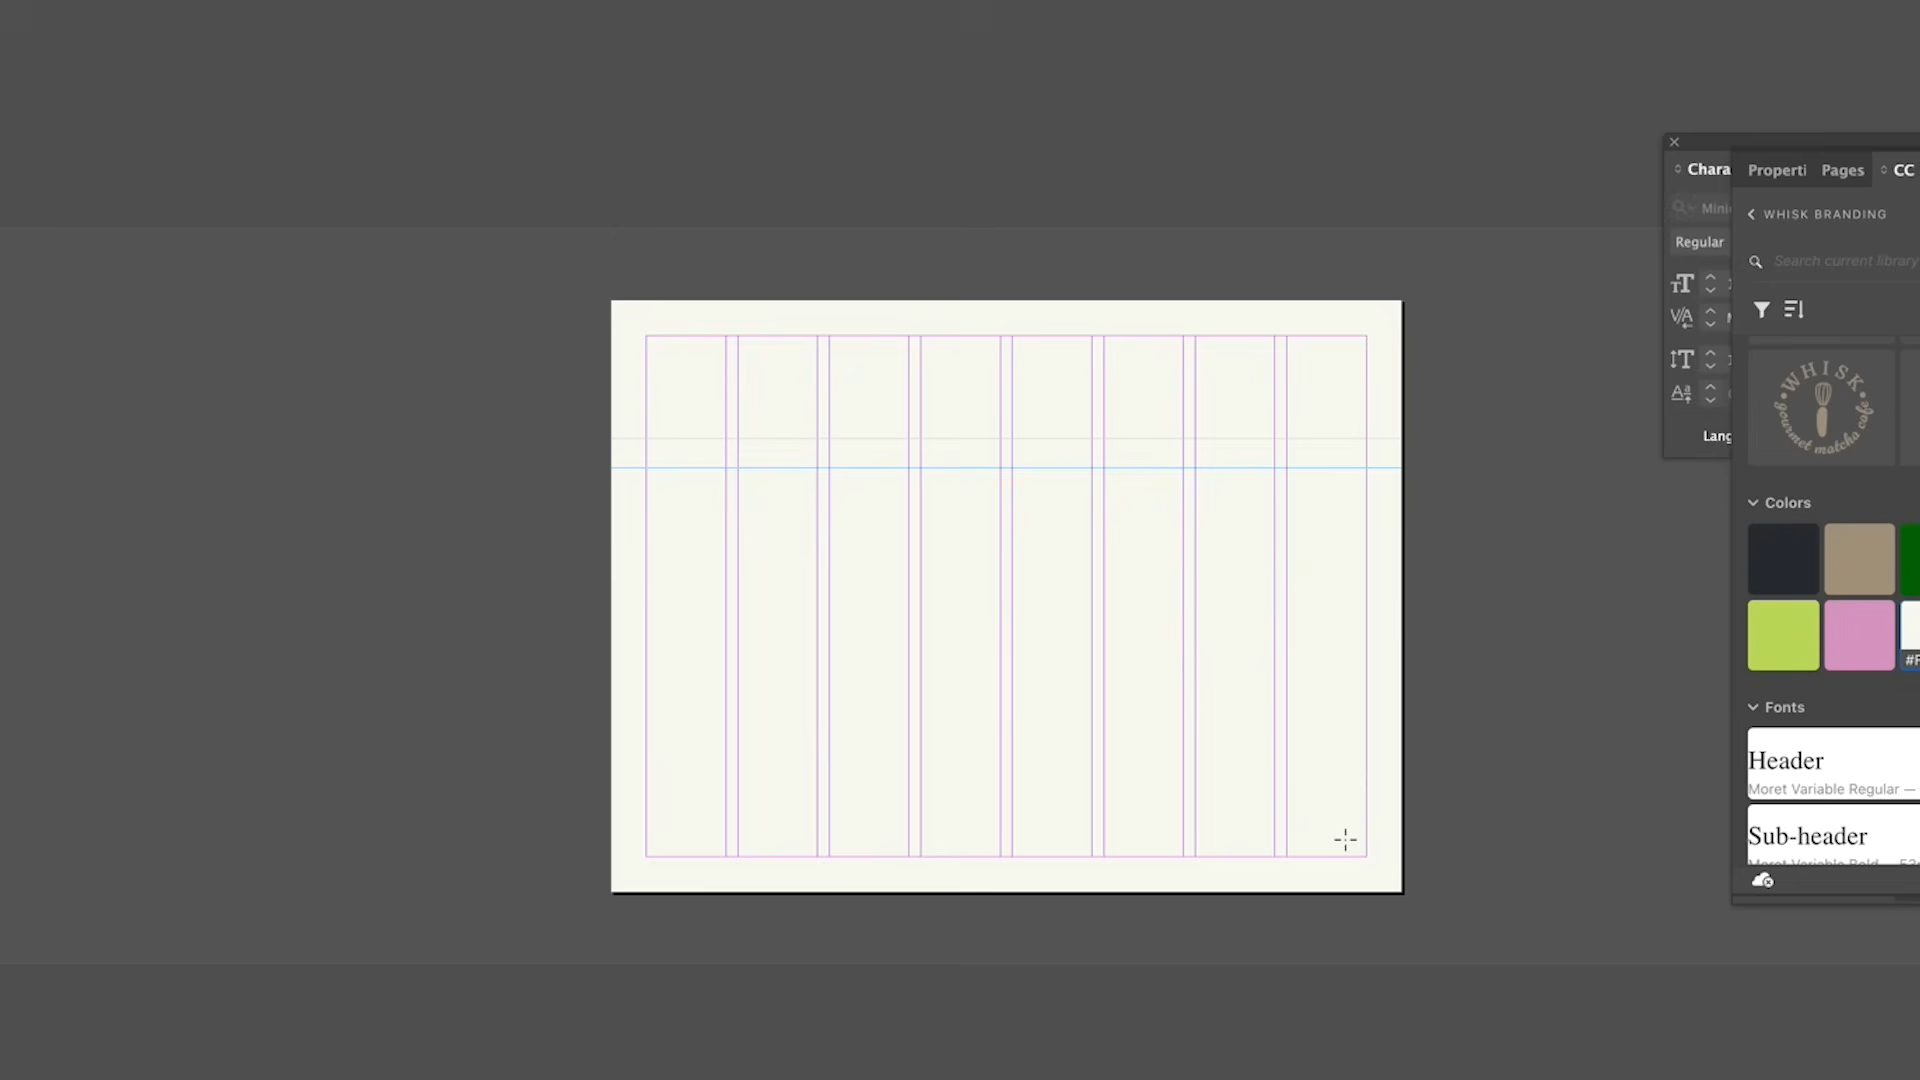 Chara
Properti
Pages
CC
WHISK BRANDING
Regular
Search current library
WHISK
gourmet matcha cafe
Lang
Colors
Fonts
Header
Moret Variable Regular —
Sub-header
Moret Variable Bold